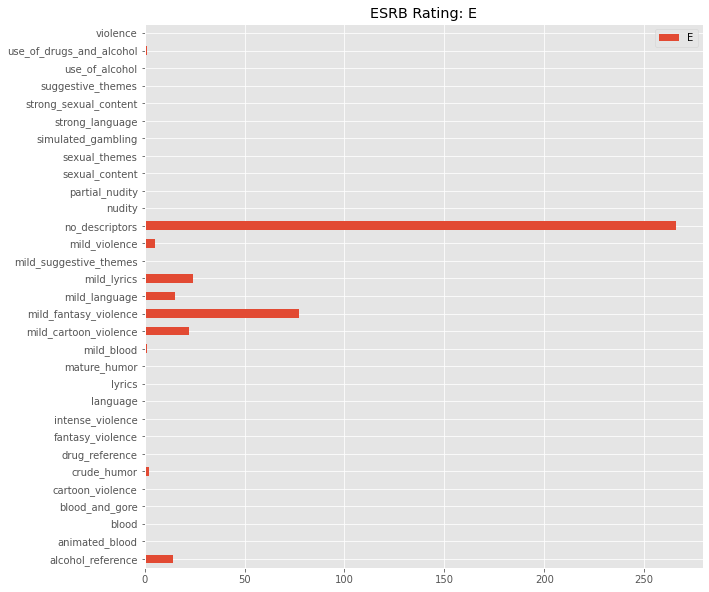 ESRB Rating: E
E
violence
use_of_drugs_and_alcohol
use_of_alcohol
suggestive_themes
strong_sexual_content
strong_language
simulated_gambling
sexual_themes
sexual_content
partial_nudity
nudity
no_descriptors
mild_violence
mild_suggestive_themes
mild_lyrics
mild_language
mild_fantasy_violence
mild_cartoon_violence
mild_blood
mature_humor
lyrics
language
intense_violence
fantasy_violence
drug_reference
crude_humor
cartoon_violence
blood_and_gore
blood
animated_blood
alcohol_reference
0 50 100 150 200 250